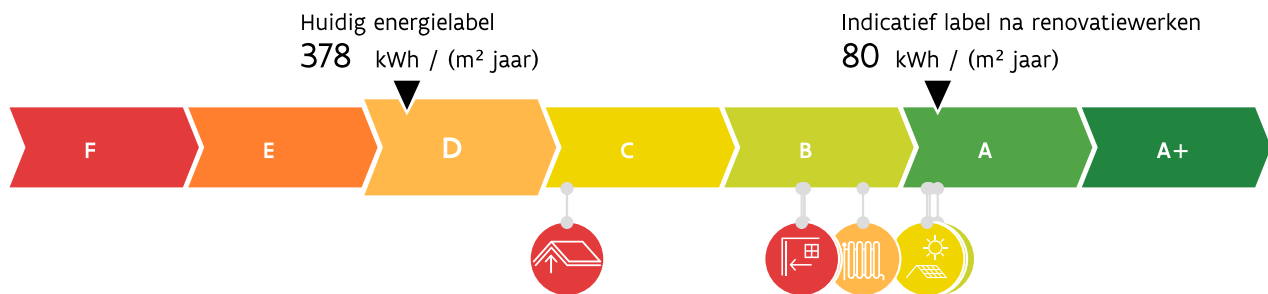 Huidig energielabel
378 kWh / (m² jaar)
Indicatief label na renovatiewerken
80 kWh / (m² jaar)
F E D C B A A+